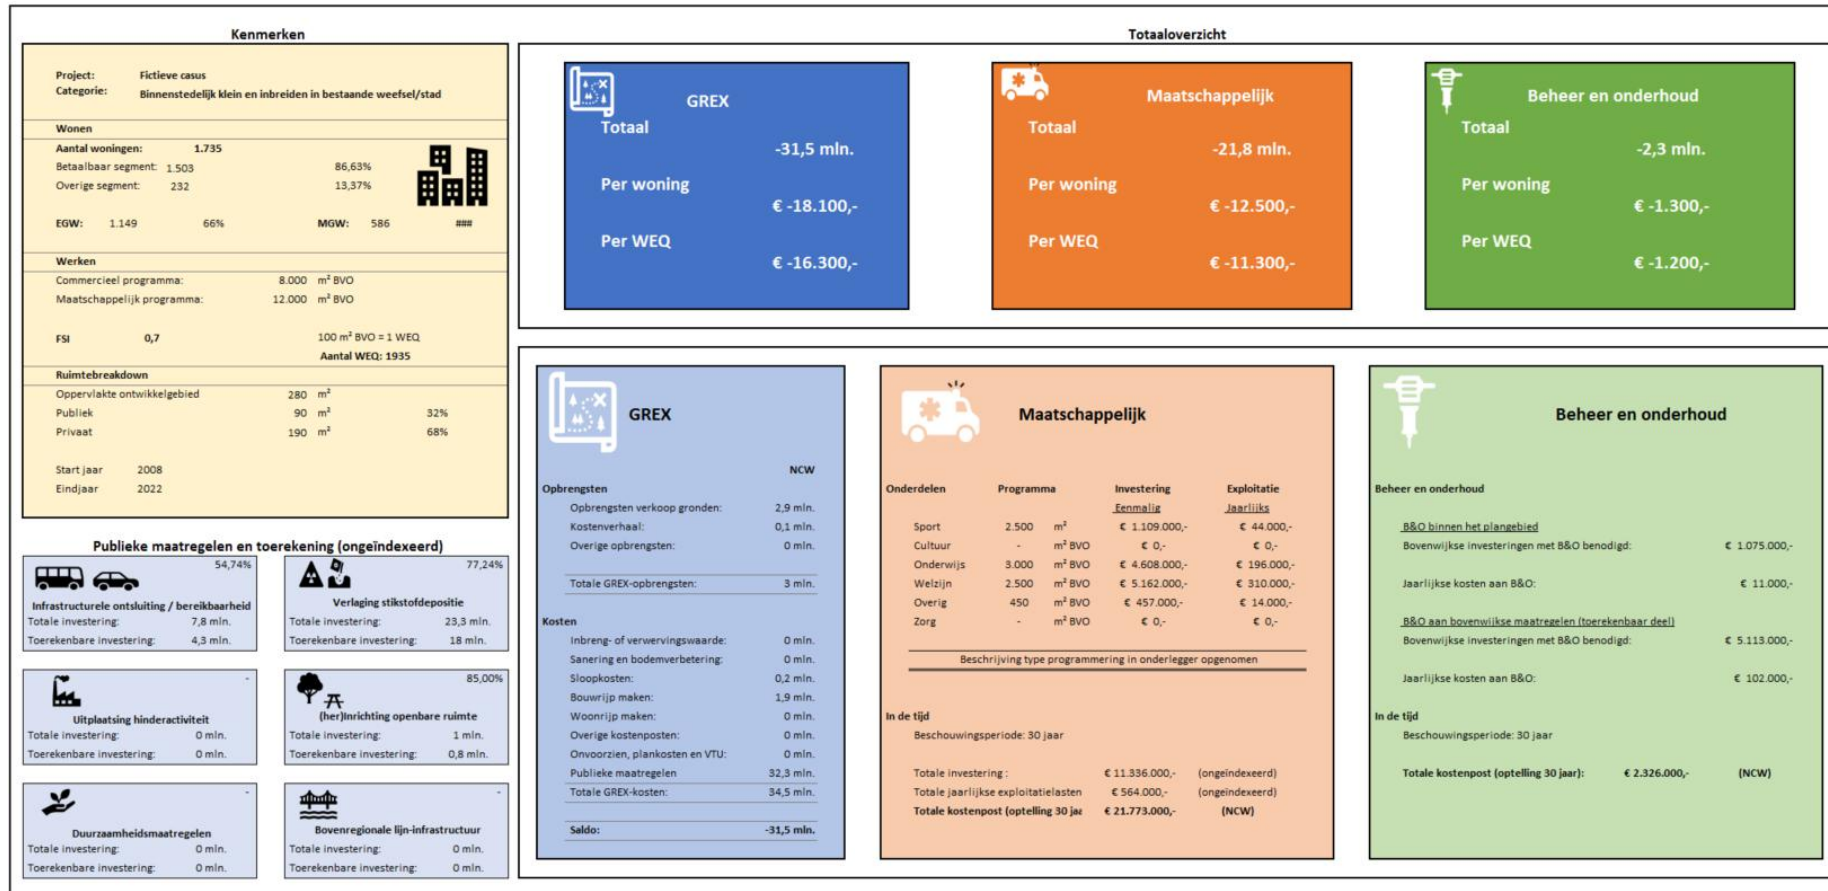 Kenmerken
Project: Fictieve casus
Categorie: Binnenstedelijk klein en inbreiden in bestaande weefsel/stad
Wonen
Aantal woningen: 1.735
Betaalbaar segment: 1.503 86,63%
Overige segment: 232 13,37%
EGW: 1.149 66% MGW: 586 ###
Werken
Commercieel programma: 8.000 m² BVO
Maatschappelijk programma: 12.000 m² BVO
FSI 0,7 100 m² BVO = 1 WEQ
Aantal WEQ: 1935
Ruimtebreakdown
Oppervlakte ontwikkelgebied 280 m²
Publiek 90 m² 32%
Privaat 190 m² 68%
Start jaar 2008
Eindjaar 2022
Publieke maatregelen en toerekening (ongeïndexeerd)
54,74%
Infrastructurele ontsluiting / bereikbaarheid
Totale investering: 7,8 mln.
Toerekenbare investering: 4,3 mln.
77,24%
Verlaging stikstofdepositie
Totale investering: 23,3 mln.
Toerekenbare investering: 18 mln.
-
Uitplaatsing hinderactiviteit
Totale investering: 0 mln.
Toerekenbare investering: 0 mln.
85,00%
(her)Inrichting openbare ruimte
Totale investering: 1 mln.
Toerekenbare investering: 0,8 mln.
-
Duurzaamheidsmaatregelen
Totale investering: 0 mln.
Toerekenbare investering: 0 mln.
-
Bovenregionale lijn-infrastructuur
Totale investering: 0 mln.
Toerekenbare investering: 0 mln.
Totaaloverzicht
GREX
Totaal
-31,5 mln.
Per woning
€ -18.100,-
Per WEQ
€ -16.300,-
Maatschappelijk
Totaal
-21,8 mln.
Per woning
€ -12.500,-
Per WEQ
€ -11.300,-
Beheer en onderhoud
Totaal
-2,3 mln.
Per woning
€ -1.300,-
Per WEQ
€ -1.200,-
GREX
NCW
Opbrengsten
Opbrengsten verkoop gronden: 2,9 mln.
Kostenverhaal: 0,1 mln.
Overige opbrengsten: 0 mln.
Totale GREX-opbrengsten: 3 mln.
Kosten
Inbreng- of verwervingswaarde: 0 mln.
Sanering en bodemverbetering: 0 mln.
Sloopkosten: 0,2 mln.
Bouwrijp maken: 1,9 mln.
Woonrijp maken: 0 mln.
Overige kostenposten: 0 mln.
Onvoorzien, plankosten en VTU: 0 mln.
Publieke maatregelen 32,3 mln.
Totale GREX-kosten: 34,5 mln.
Saldo: -31,5 mln.
Maatschappelijk
Onderdelen Programma Investering Exploitatie
Eenmalig Jaarlijks
Sport 2.500 m² € 1.109.000,- € 44.000,-
Cultuur - m² BVO € 0,- € 0,-
Onderwijs 3.000 m² BVO € 4.608.000,- € 196.000,-
Welzijn 2.500 m² BVO € 5.162.000,- € 310.000,-
Overig 450 m² BVO € 457.000,- € 14.000,-
Zorg - m² BVO € 0,- € 0,-
Beschrijving type programmering in onderlegger opgenomen
In de tijd
Beschouwingsperiode: 30 jaar
Totale investering : € 11.336.000,- (ongeïndexeerd)
Totale jaarlijkse exploitatielasten € 564.000,- (ongeïndexeerd)
Totale kostenpost (optelling 30 jaa € 21.773.000,- (NCW)
Beheer en onderhoud
Beheer en onderhoud
B&O binnen het plangebied
Bovenwijkse investeringen met B&O benodigd: € 1.075.000,-
Jaarlijkse kosten aan B&O: € 11.000,-
B&O aan bovenwijkse maatregelen (toerekenbaar deel)
Bovenwijkse investeringen met B&O benodigd: € 5.113.000,-
Jaarlijkse kosten aan B&O: € 102.000,-
In de tijd
Beschouwingsperiode: 30 jaar
Totale kostenpost (optelling 30 jaar): € 2.326.000,- (NCW)